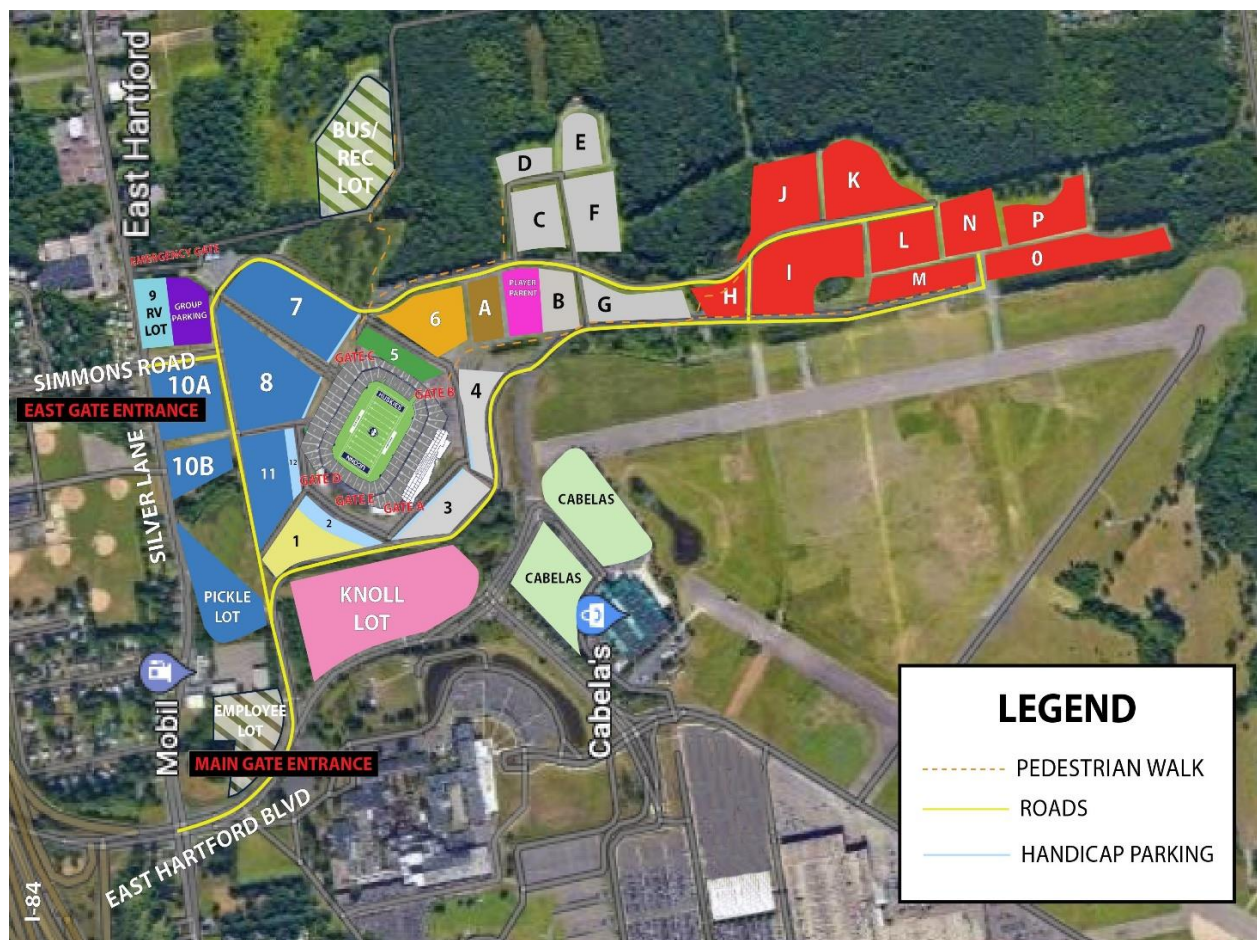 East Hartford
BUS/
REC
LOT
E
D
C
F
J
K
L
N
P
I
M
O
H
EMERGENCY GATE
9
RV
LOT
GROUP
PARKING
7
6
A
PLAYER
PARENT
B
G
SIMMONS ROAD
10A
EAST GATE ENTRANCE
8
GATE C
5
GATE B
4
HUSKIES
10B
11
12
GATE D
GATE E
GATE A
3
2
1
SILVER LANE
PICKLE
LOT
KNOLL
LOT
CABELAS
CABELAS
Cabela's
Mobil
EMPLOYEE
LOT
MAIN GATE ENTRANCE
EAST HARTFORD BLVD
I-84
LEGEND
PEDESTRIAN WALK
ROADS
HANDICAP PARKING